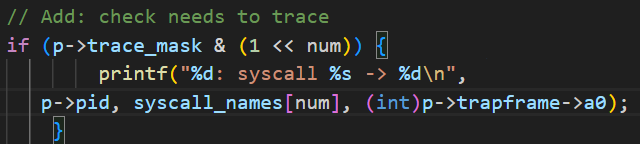 // Add: check needs to trace
if (p->trace_mask & (1 << num)) {
printf("%d: syscall %s -> %d\n",
p->pid, syscall_names[num], (int)p->trapframe->a0);
}